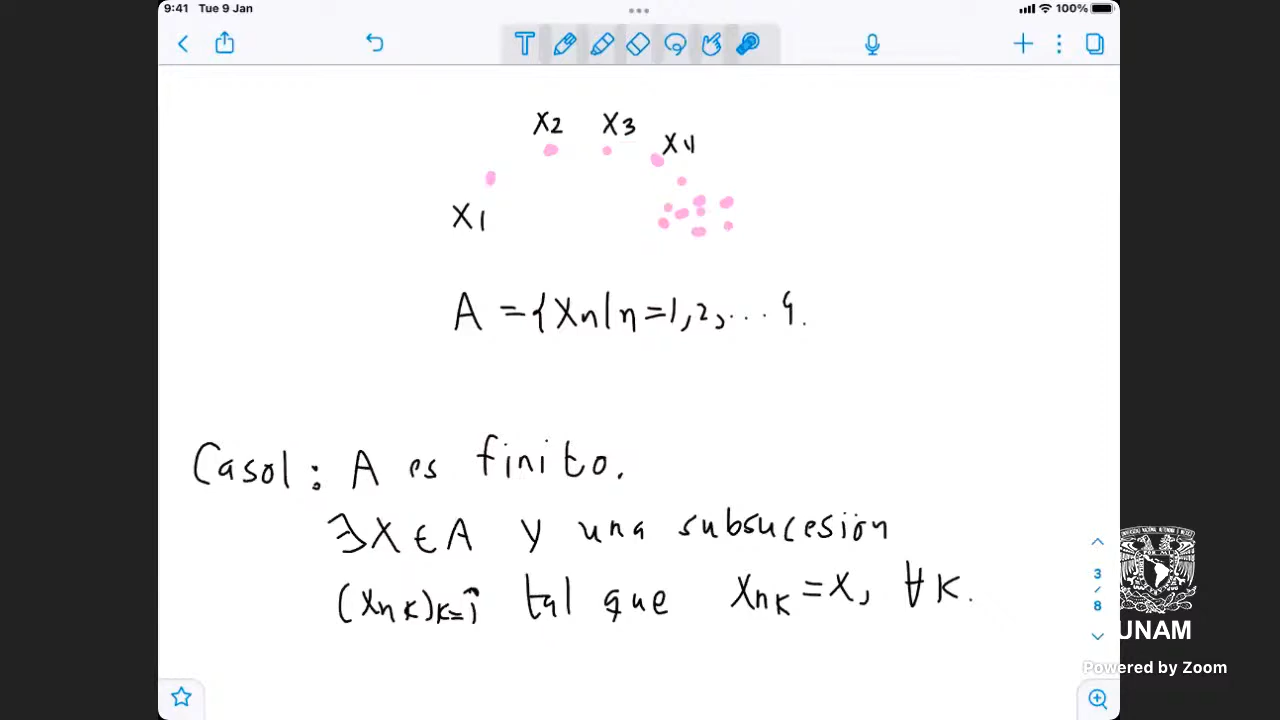 9:41 Tue 9 Jan
100%
X2 X3
X4
X1
A = {Xn | n = 1, 2, ... }.
Caso1: A es finito.
∃ X ∈ A y una subsucesión
(Xnk)k=1 tal que Xnk = X, ∀ k.
3
/
8
UNAM
Powered by Zoom